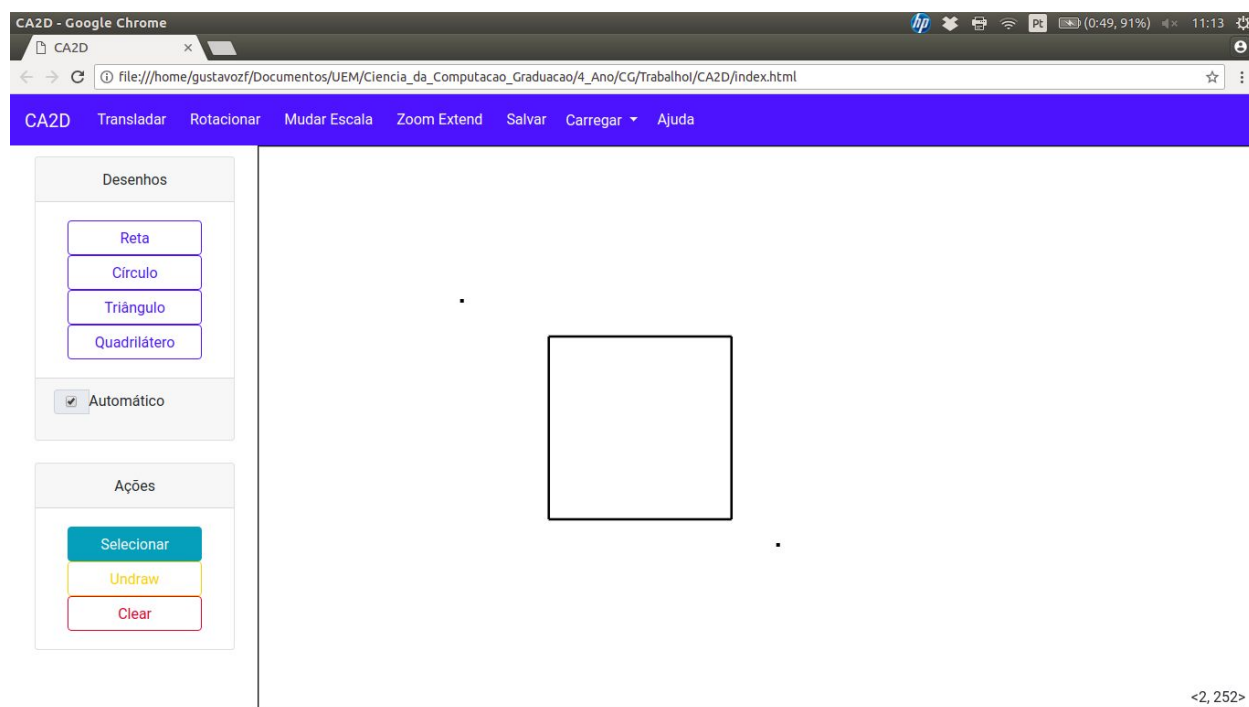 CA2D - Google Chrome
hp Pt (0:49, 91%) 11:13
CA2D ×
file:///home/gustavozf/Documentos/UEM/Ciencia_da_Computacao_Graduacao/4_Ano/CG/TrabalhoI/CA2D/index.html
CA2D Transladar Rotacionar Mudar Escala Zoom Extend Salvar Carregar Ajuda
Desenhos
Reta
Círculo
Triângulo
Quadrilátero
Automático
Ações
Selecionar
Undraw
Clear
<2, 252>